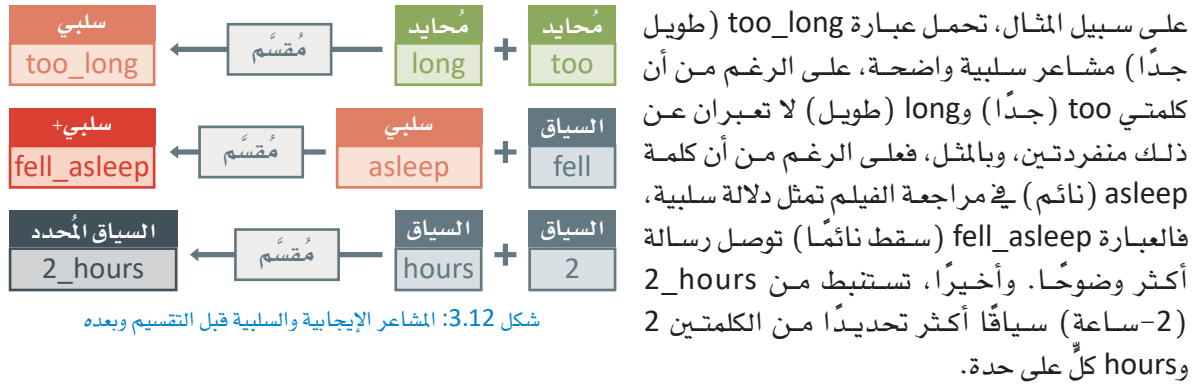 على سبيل المثال، تحمل عبارة too_long (طويل
جدًا) مشاعر سلبية واضحة، على الرغم من أن
كلمتي too (جدًا) وlong (طويل) لا تعبران عن
ذلك منفردتين، وبالمثل، فعلى الرغم من أن كلمة
asleep (نائم) في مراجعة الفيلم تمثل دلالة سلبية،
فالعبارة fell_asleep (سقط نائمًا) توصل رسالة
أكثر وضوحًا. وأخيرًا، تستنبط من 2_hours
(2-ساعة) سياقًا أكثر تحديدًا من الكلمتين 2
وhours كلٍّ على حدة.
مُحايد + مُحايد مُقسَّم سلبي
too long too_long
السياق + سلبي مُقسَّم سلبي+
fell asleep fell_asleep
السياق + السياق مُقسَّم السياق المُحدد
2 hours 2_hours
شكل 3.12: المشاعر الإيجابية والسلبية قبل التقسيم وبعده